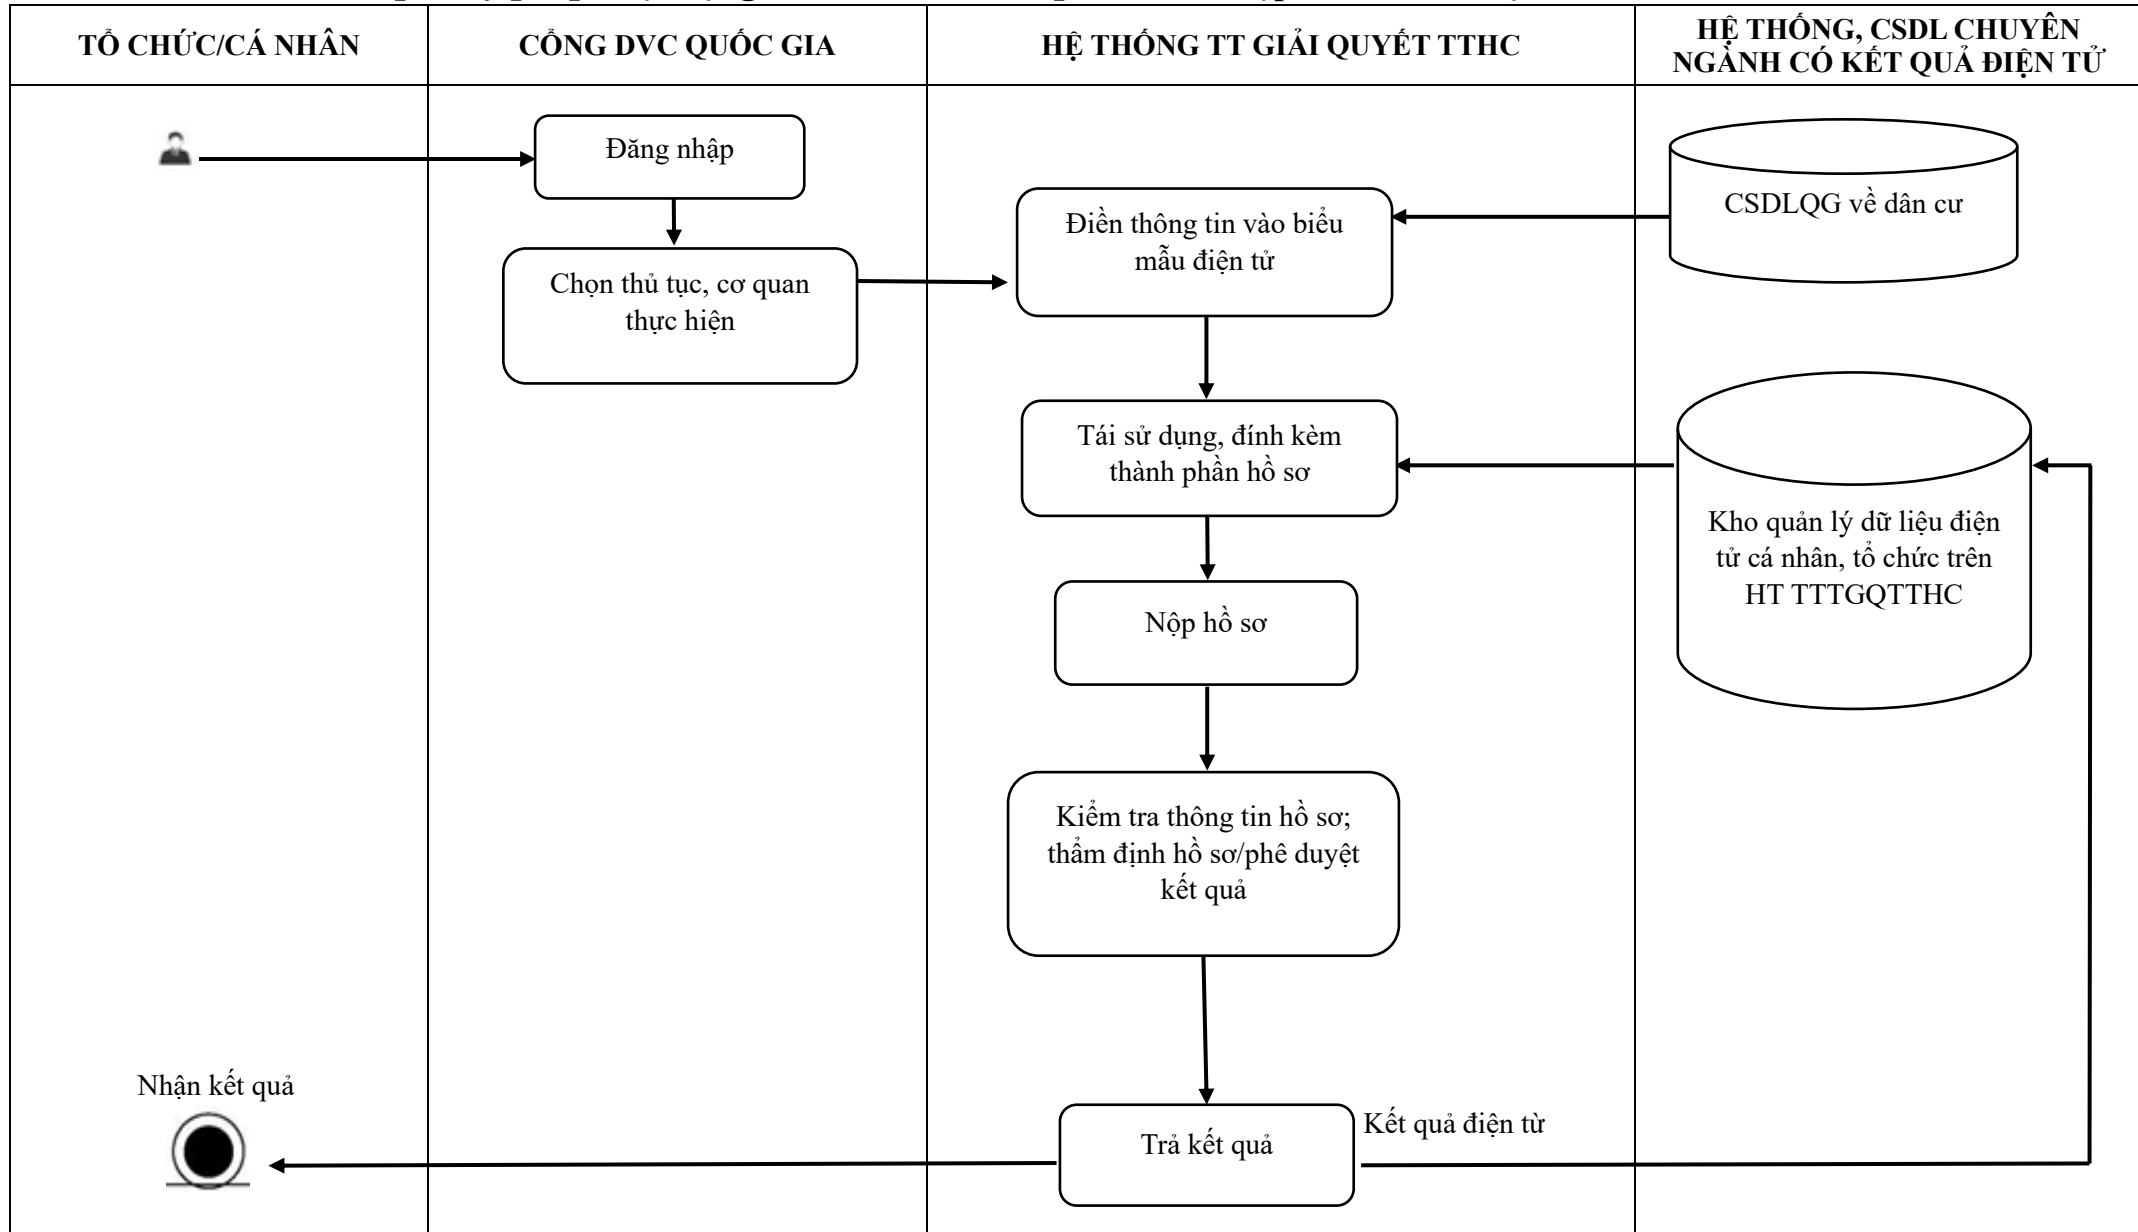 TỔ CHỨC/CÁ NHÂN
CỔNG DVC QUỐC GIA
HỆ THỐNG TT GIẢI QUYẾT TTHC
HỆ THỐNG, CSDL CHUYÊN
NGÀNH CÓ KẾT QUẢ ĐIỆN TỬ
Đăng nhập
Chọn thủ tục, cơ quan
thực hiện
Điền thông tin vào biểu
mẫu điện tử
CSDLQG về dân cư
Tái sử dụng, đính kèm
thành phần hồ sơ
Kho quản lý dữ liệu điện
tử cá nhân, tổ chức trên
HT TTTGQTTHC
Nộp hồ sơ
Kiểm tra thông tin hồ sơ;
thẩm định hồ sơ/phê duyệt
kết quả
Nhận kết quả
Trả kết quả
Kết quả điện từ